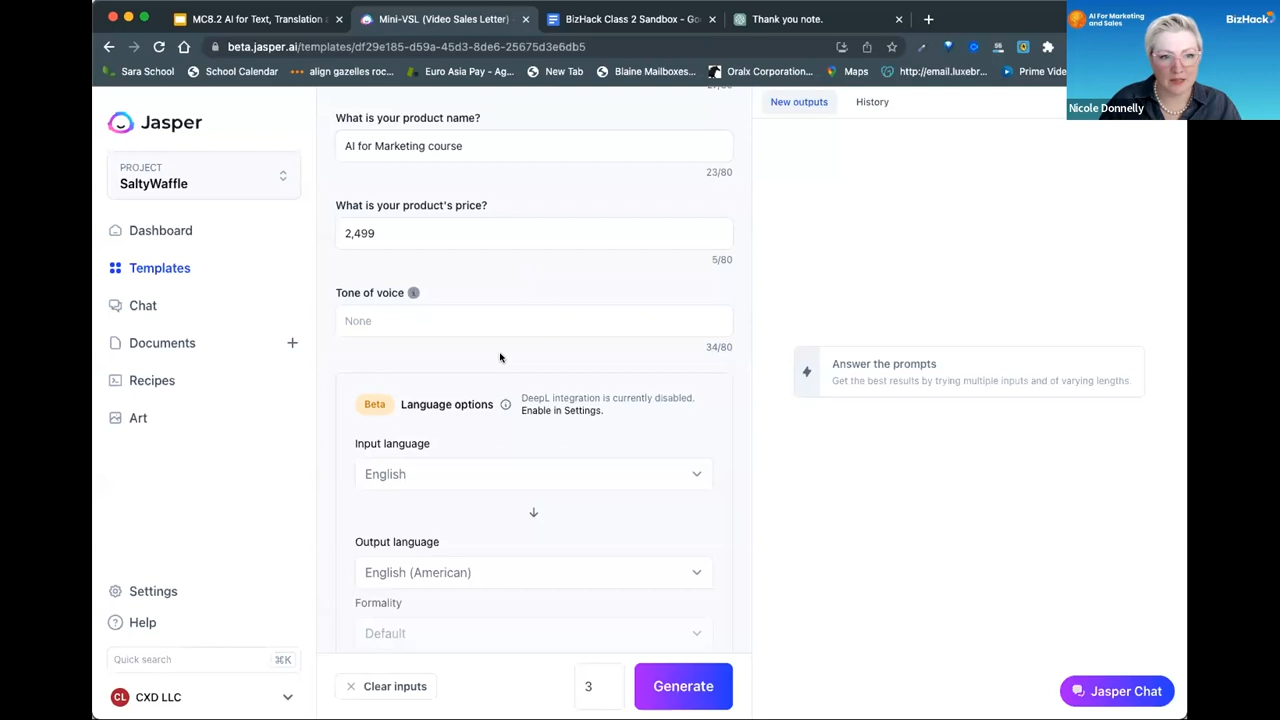 MC8.2 AI for Text, Translation a
Mini-VSL (Video Sales Letter)
BizHack Class 2 Sandbox - Go
Thank you note.
beta.jasper.ai/templates/df29e185-d59a-45d3-8de6-25675d3e6db5
Sara School
School Calendar
align gazelles roc...
Euro Asia Pay - Ag...
New Tab
Blaine Mailboxes...
Oralx Corporation...
Maps
http://email.luxebr...
Prime Video
AI For Marketing
and Sales
BizHack
Nicole Donnelly
Jasper
PROJECT
SaltyWaffle
Dashboard
Templates
Chat
Documents
Recipes
Art
Settings
Help
Quick search
⌘K
CL
CXD LLC
What is your product name?
AI for Marketing course
23/80
What is your product's price?
2,499
5/80
Tone of voice
None
34/80
Beta
Language options
DeepL integration is currently disabled.
Enable in Settings.
Input language
English
Output language
English (American)
Formality
Default
Clear inputs
3
Generate
New outputs
History
Answer the prompts
Get the best results by trying multiple inputs and of varying lengths.
Jasper Chat